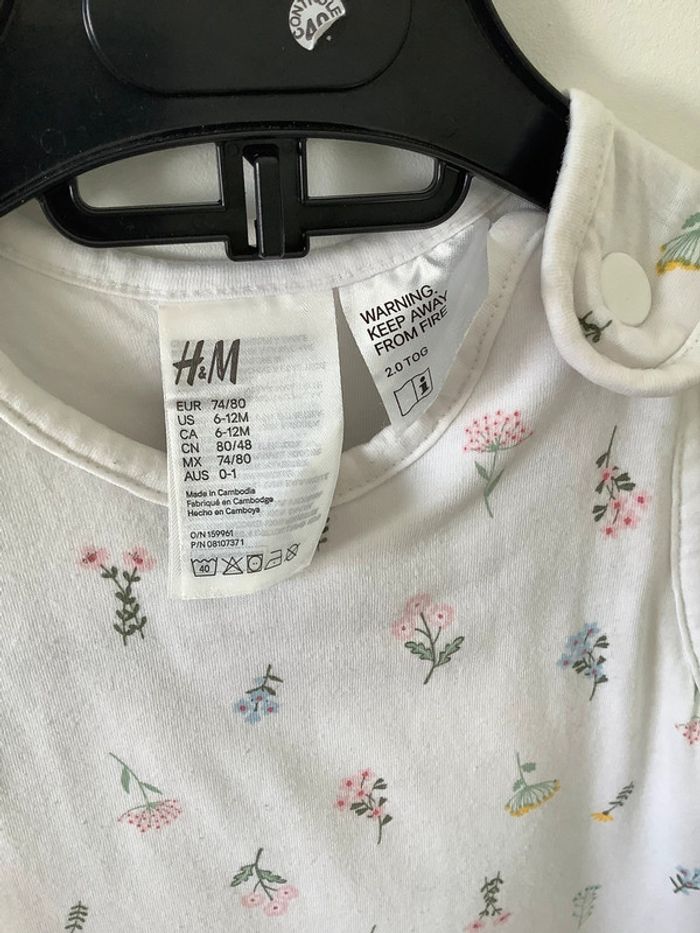 CONTROLE
40
H&M
EUR 74/80
US 6-12M
CA 6-12M
CN 80/48
MX 74/80
AUS 0-1
Made in Cambodia
Fabriqué en Cambodge
Hecho en Camboya
O/N 159961
P/N 08107371
40
WARNING.
KEEP AWAY
FROM FIRE
2.0 TOG
i